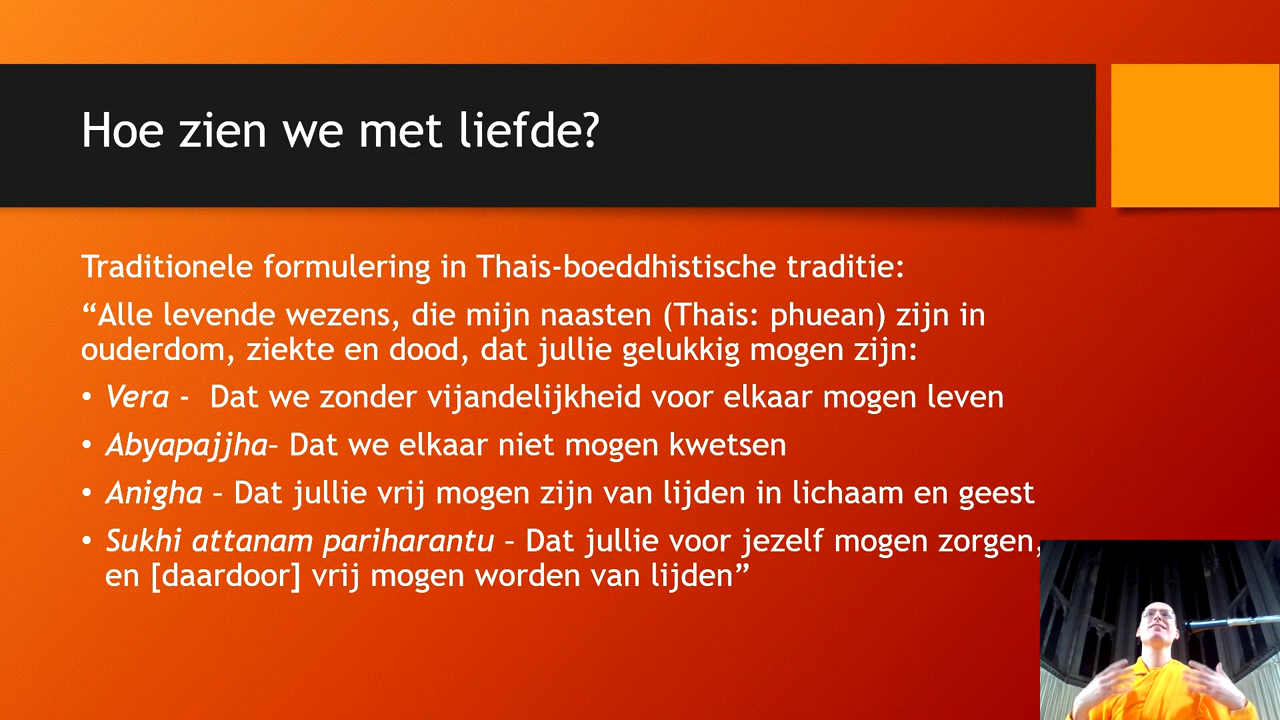 Hoe zien we met liefde?
Traditionele formulering in Thais-boeddhistische traditie:
“Alle levende wezens, die mijn naasten (Thais: phuean) zijn in
ouderdom, ziekte en dood, dat jullie gelukkig mogen zijn:
• Vera - Dat we zonder vijandelijkheid voor elkaar mogen leven
• Abyapajjha– Dat we elkaar niet mogen kwetsen
• Anigha – Dat jullie vrij mogen zijn van lijden in lichaam en geest
• Sukhi attanam pariharantu – Dat jullie voor jezelf mogen zorgen,
en [daardoor] vrij mogen worden van lijden”